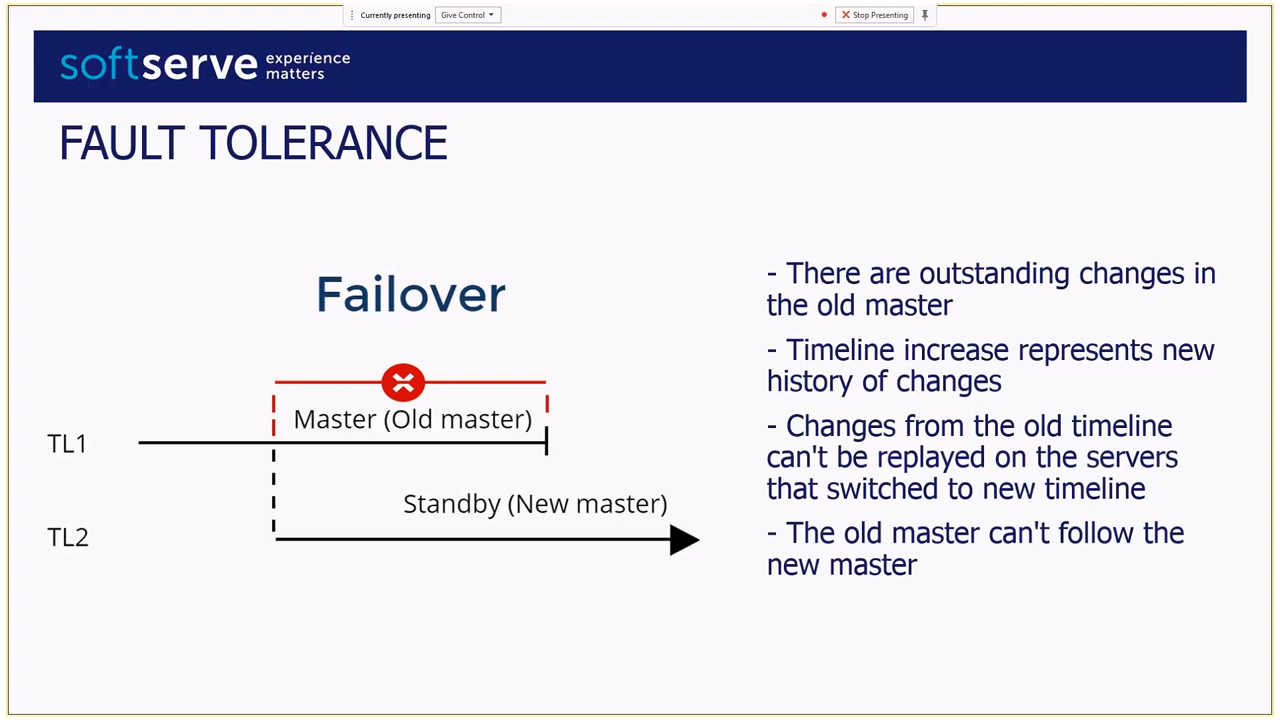 Currently presenting Give Control Stop Presenting
softserve experience
matters
FAULT TOLERANCE
Failover
Master (Old master)
TL1
Standby (New master)
TL2
- There are outstanding changes in
the old master
- Timeline increase represents new
history of changes
- Changes from the old timeline
can't be replayed on the servers
that switched to new timeline
- The old master can't follow the
new master